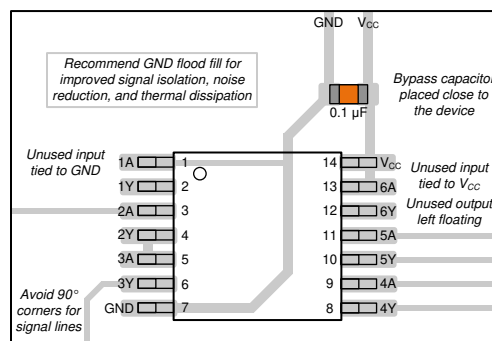 GND VCC
Recommend GND flood fill for
improved signal isolation, noise
reduction, and thermal dissipation
Bypass capacitor
placed close to
the device
0.1 µF
Unused input
tied to GND
1A 1 14 VCC
1Y 2 13 6A
Unused input
tied to VCC
2A 3 12 6Y
Unused output
left floating
2Y 4 11 5A
3A 5 10 5Y
3Y 6 9 4A
GND 7 8 4Y
Avoid 90°
corners for
signal lines